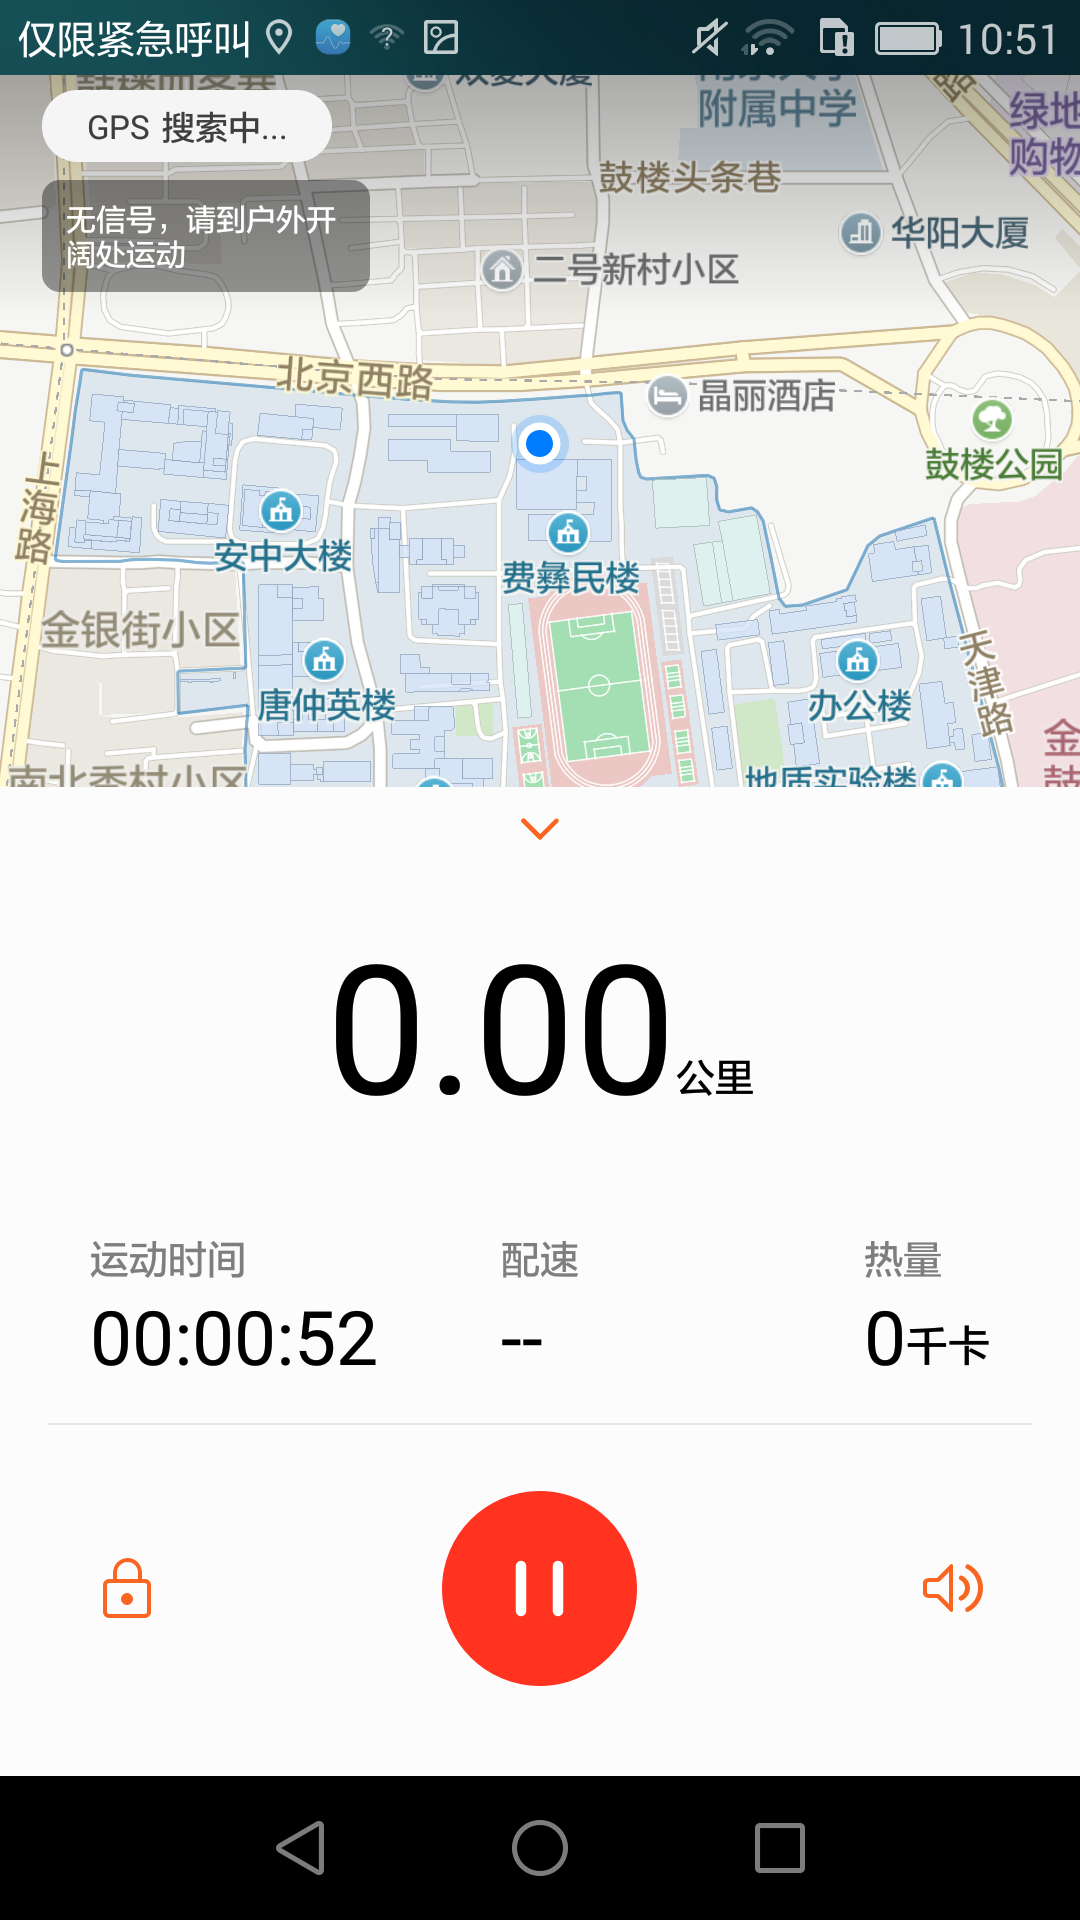 仅限紧急呼叫 10:51
GPS 搜索中...
无信号，请到户外开
阔处运动
附属中学
绿地
购物
鼓楼头条巷
华阳大厦
二号新村小区
北京西路
晶丽酒店
鼓楼公园
上海路
安中大楼
费彝民楼
金银街小区
唐仲英楼
办公楼
天津路
金
鼓
南北秀村小区
地质实验楼
0.00公里
运动时间 配速 热量
00:00:52 -- 0千卡